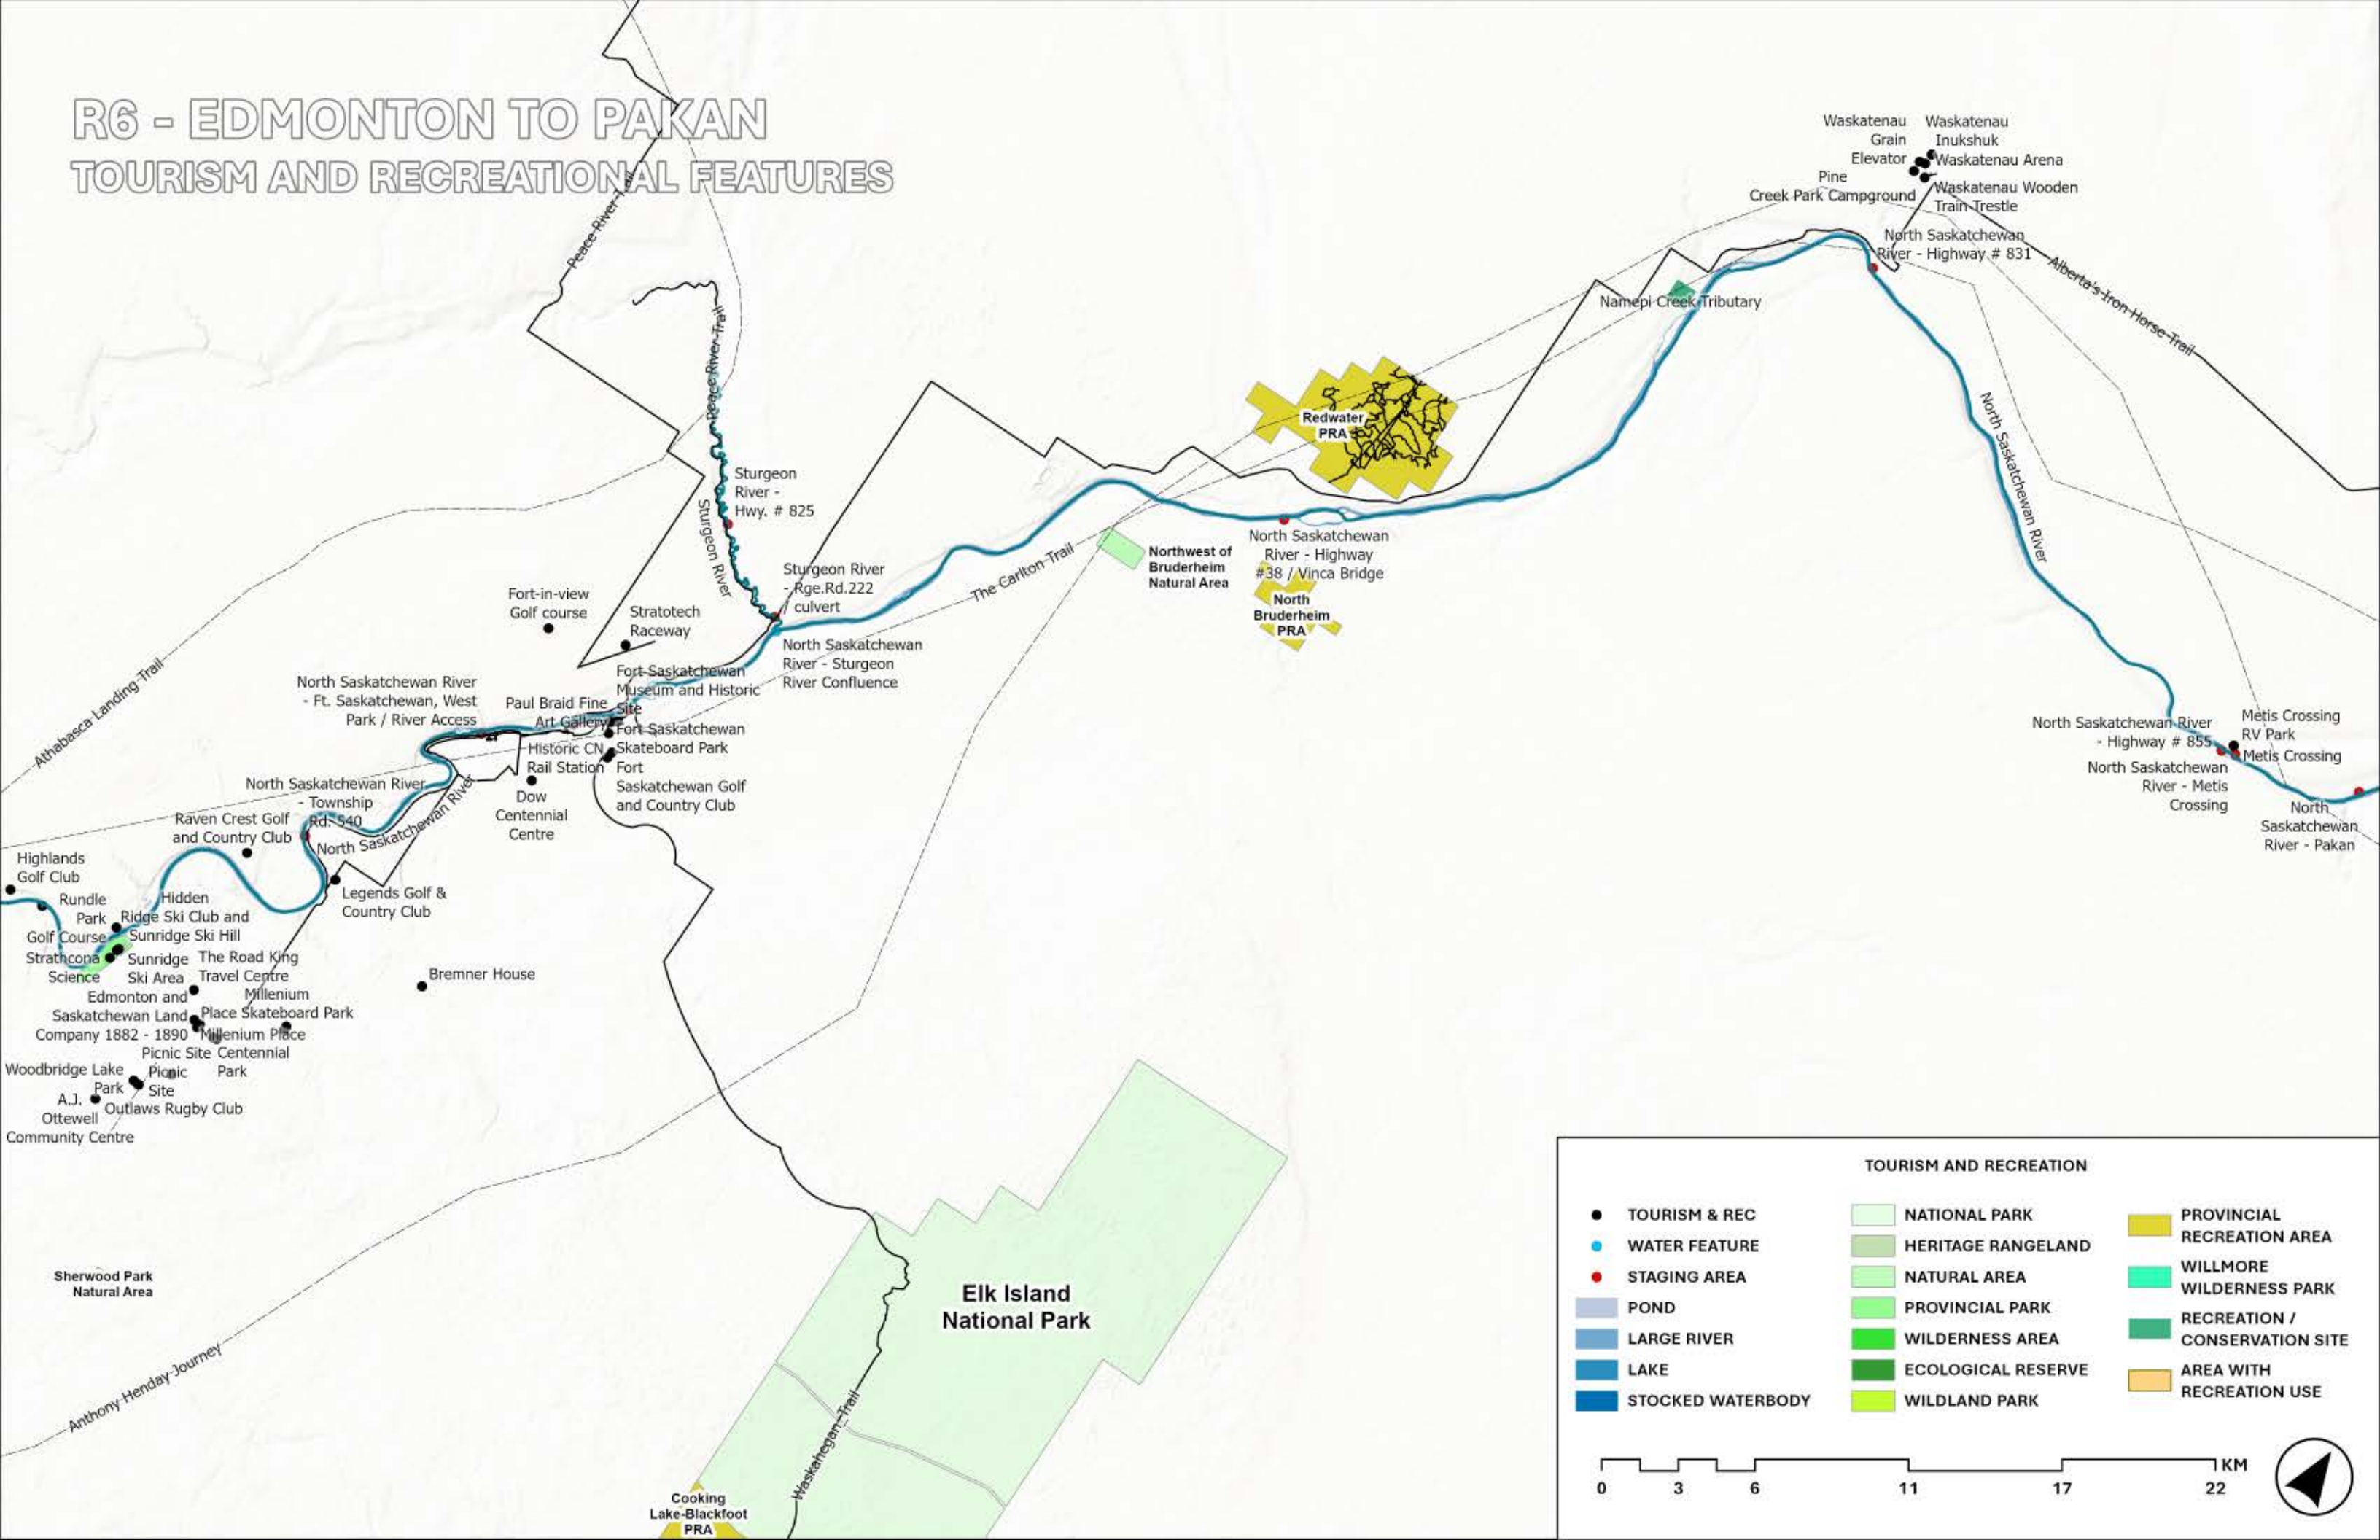 R6 - EDMONTON TO PAKAN
TOURISM AND RECREATIONAL FEATURES
Peace River Trail
Peace River Trail
Waskatenau
Grain
Elevator
Waskatenau
Inukshuk
Waskatenau Arena
Pine
Creek Park Campground
Waskatenau Wooden
Train Trestle
North Saskatchewan
River - Highway # 831
Alberta's Iron Horse Trail
Namepi Creek Tributary
Redwater
PRA
North Saskatchewan River
Sturgeon
River -
Hwy. # 825
Sturgeon River
Sturgeon River
- Rge.Rd.222
/ culvert
The Carlton Trail
Northwest of
Bruderheim
Natural Area
North Saskatchewan
River - Highway
#38 / Vinca Bridge
North
Bruderheim
PRA
Fort-in-view
Golf course
Stratotech
Raceway
North Saskatchewan
River - Sturgeon
River Confluence
Athabasca Landing Trail
North Saskatchewan River
- Ft. Saskatchewan, West
Park / River Access
Fort Saskatchewan
Museum and Historic
Site
Paul Braid Fine
Art Gallery
Fort Saskatchewan
Skateboard Park
Historic CN
Rail Station
Fort
Saskatchewan Golf
and Country Club
Dow
Centennial
Centre
North Saskatchewan River
- Township
Rd. 540
North Saskatchewan River
Raven Crest Golf
and Country Club
Highlands
Golf Club
Rundle
Park
Golf Course
Hidden
Ridge Ski Club and
Sunridge Ski Hill
Legends Golf &
Country Club
Strathcona
Science
Sunridge
Ski Area
The Road King
Travel Centre
Bremner House
Edmonton and
Saskatchewan Land
Company 1882 - 1890
Millenium
Place Skateboard Park
Millenium Place
Picnic Site
Centennial
Park
Woodbridge Lake
Park
Picnic
Site
A.J.
Ottewell
Community Centre
Outlaws Rugby Club
North Saskatchewan River
- Highway # 855
Metis Crossing
RV Park
Metis Crossing
North Saskatchewan
River - Metis
Crossing
North
Saskatchewan
River - Pakan
Sherwood Park
Natural Area
Anthony Henday Journey
Elk Island
National Park
Waskahegan Trail
Cooking
Lake-Blackfoot
PRA
TOURISM AND RECREATION
TOURISM & REC
WATER FEATURE
STAGING AREA
POND
LARGE RIVER
LAKE
STOCKED WATERBODY
NATIONAL PARK
HERITAGE RANGELAND
NATURAL AREA
PROVINCIAL PARK
WILDERNESS AREA
ECOLOGICAL RESERVE
WILDLAND PARK
PROVINCIAL
RECREATION AREA
WILLMORE
WILDERNESS PARK
RECREATION /
CONSERVATION SITE
AREA WITH
RECREATION USE
KM
0 3 6 11 17 22